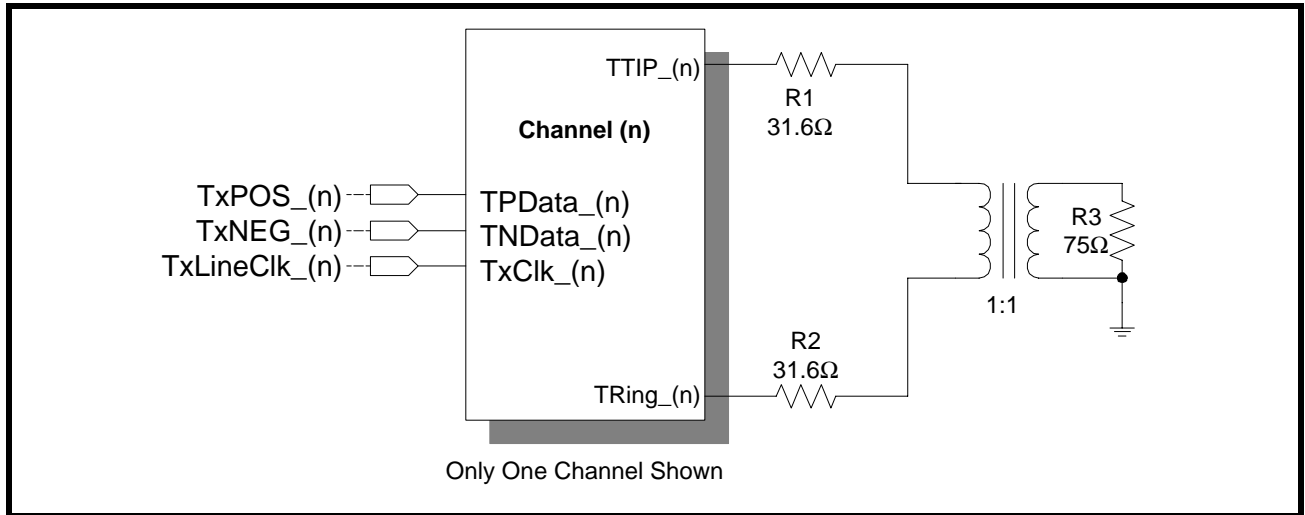 TTIP_(n)
R1
31.6Ω
Channel (n)
TxPOS_(n)
TPData_(n)
TxNEG_(n)
TNData_(n)
TxLineClk_(n)
TxClk_(n)
R3
75Ω
1:1
R2
31.6Ω
TRing_(n)
Only One Channel Shown